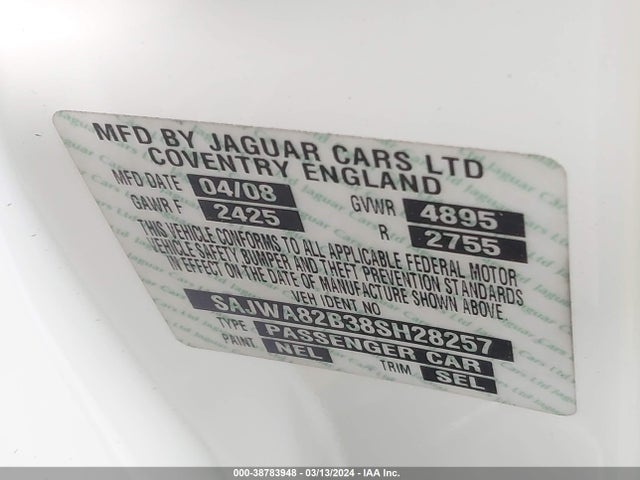 MFD BY JAGUAR CARS LTD
COVENTRY ENGLAND
MFD DATE 04/08 GVWR 4895
GAWR F 2425 R 2755
THIS VEHICLE CONFORMS TO ALL APPLICABLE FEDERAL MOTOR
VEHICLE SAFETY BUMPER AND THEFT PREVENTION STANDARDS
IN EFFECT ON THE DATE OF MANUFACTURE SHOWN ABOVE.
VEH IDENT NO
SAJWA82B38SH28257
TYPE PASSENGER CAR
PAINT NEL TRIM SEL
000-38783948 - 03/13/2024 - IAA Inc.